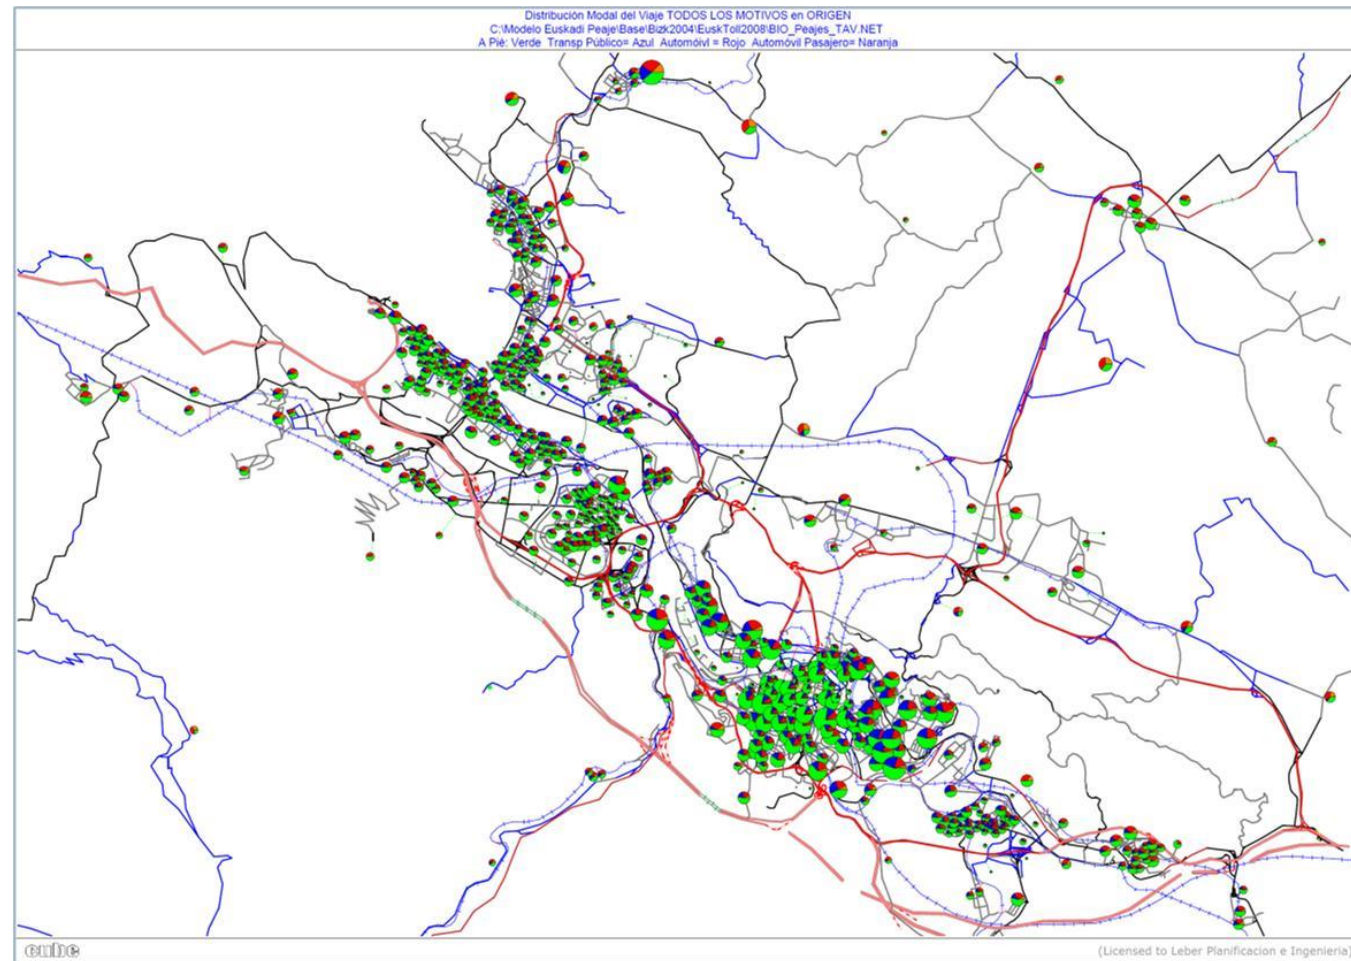 Distribución Modal del Viaje TODOS LOS MOTIVOS en ORIGEN
C:\Modelo Euskadi Peaje\Base\Bizk2004\EuskToll2008\BIO_Peajes_TAV.NET
A Pié: Verde Transp Público= Azul Automóivl = Rojo Automóvil Pasajero= Naranja
cube
(Licensed to Leber Planificacion e Ingenieria)